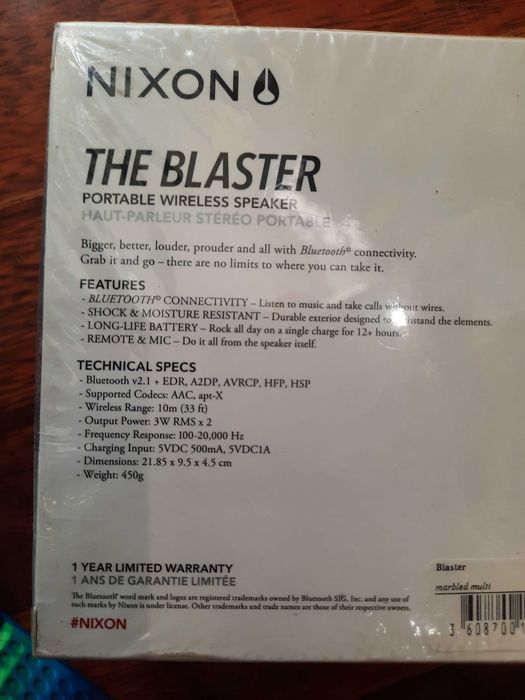 NIXON
THE BLASTER
PORTABLE WIRELESS SPEAKER
HAUT-PARLEUR STÉRÉO PORTABLE
Bigger, better, louder, prouder and all with Bluetooth® connectivity.
Grab it and go – there are no limits to where you can take it.
FEATURES
- BLUETOOTH® CONNECTIVITY – Listen to music and take calls without wires.
- SHOCK & MOISTURE RESISTANT – Durable exterior designed to withstand the elements.
- LONG-LIFE BATTERY – Rock all day on a single charge for 12+ hours.
- REMOTE & MIC – Do it all from the speaker itself.
TECHNICAL SPECS
- Bluetooth v2.1 + EDR, A2DP, AVRCP, HFP, HSP
- Supported Codecs: AAC, apt-X
- Wireless Range: 10m (33 ft)
- Output Power: 3W RMS x 2
- Frequency Response: 100-20,000 Hz
- Charging Input: 5VDC 500mA, 5VDC1A
- Dimensions: 21.85 x 9.5 x 4.5 cm
- Weight: 450g
1 YEAR LIMITED WARRANTY
1 ANS DE GARANTIE LIMITÉE
The Bluetooth® word mark and logos are registered trademarks owned by Bluetooth SIG, Inc. and any use of
such marks by Nixon is under license. Other trademarks and trade names are those of their respective owners.
#NIXON
Blaster
marbled multi
3 608700